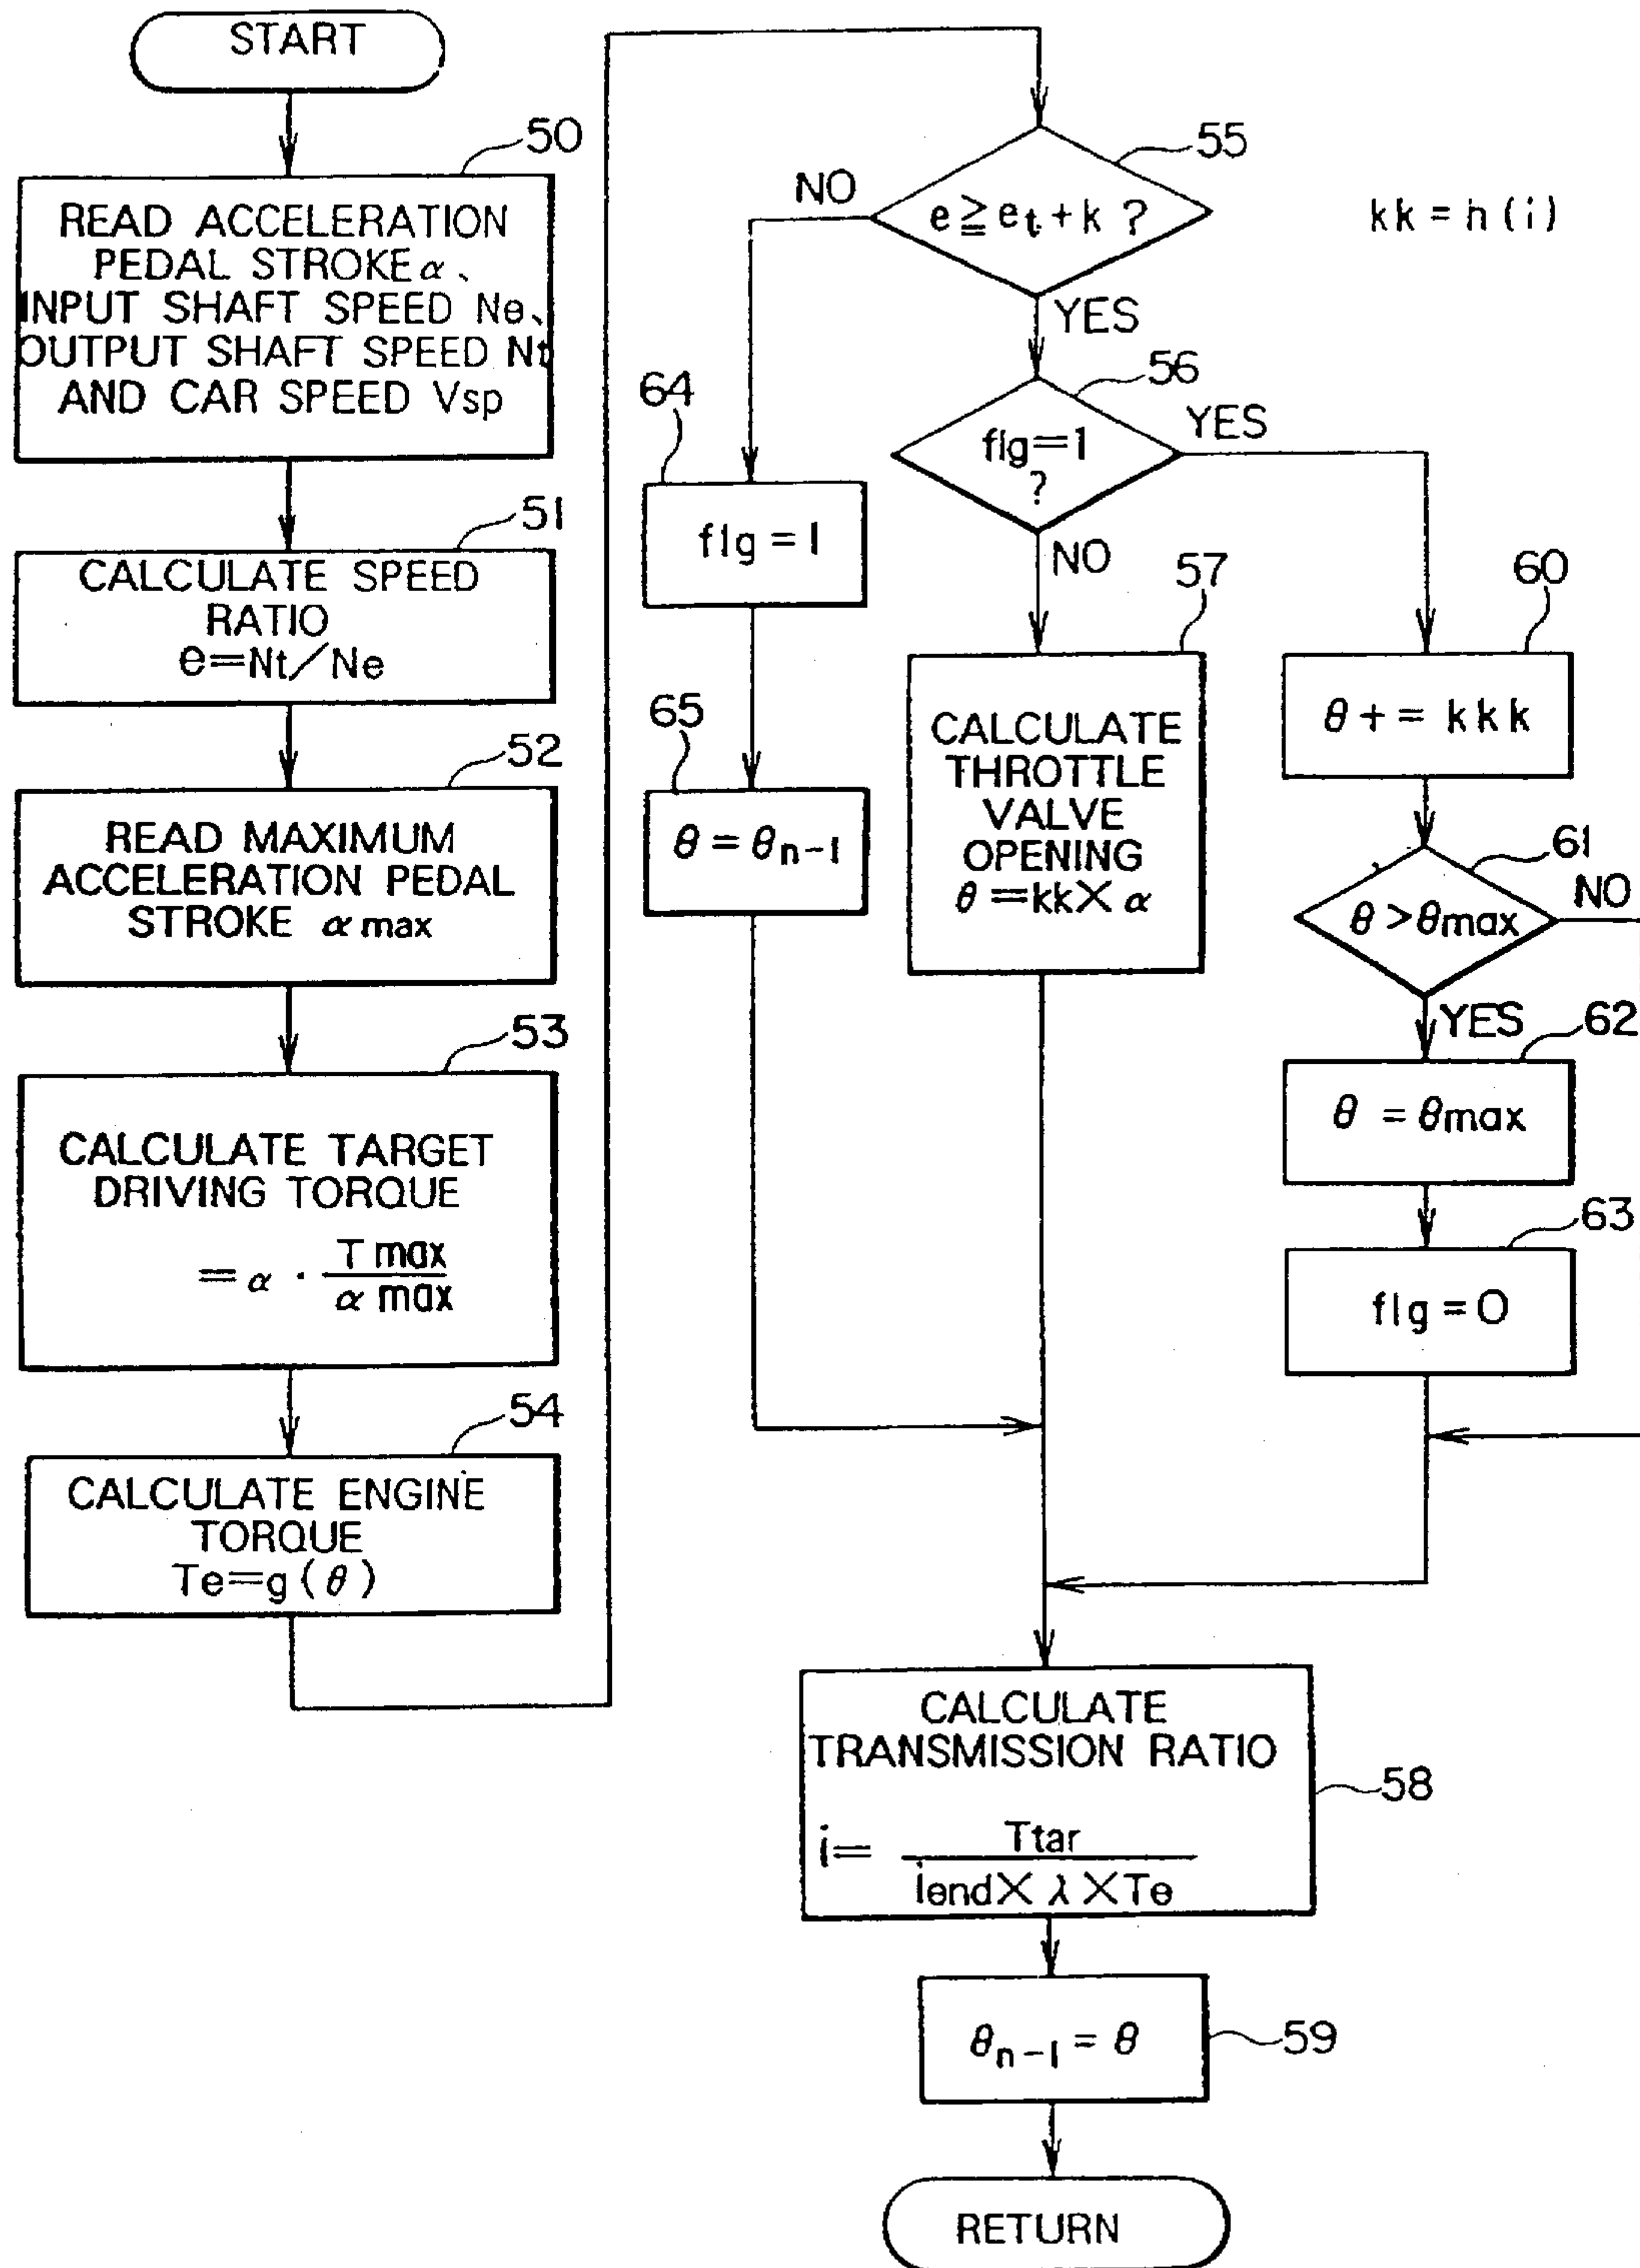 START
50
READ ACCELERATION
PEDAL STROKE α、
INPUT SHAFT SPEED Ne、
OUTPUT SHAFT SPEED Nt
AND CAR SPEED Vsp
51
CALCULATE SPEED
RATIO
e=Nt/Ne
52
READ MAXIMUM
ACCELERATION PEDAL
STROKE α max
53
CALCULATE TARGET
DRIVING TORQUE
= α · T max / α max
54
CALCULATE ENGINE
TORQUE
Te=g(θ)
55
e≧et+k ?
NO
YES
kk = h(i)
56
flg=1
?
YES
NO
64
flg=1
65
θ=θn-1
57
CALCULATE
THROTTLE
VALVE
OPENING
θ=kk×α
60
θ += kkk
61
θ>θmax
NO
YES
62
θ =θmax
63
flg=0
58
CALCULATE
TRANSMISSION RATIO
i= Ttar / iend× λ ×Te
59
θn-1=θ
RETURN